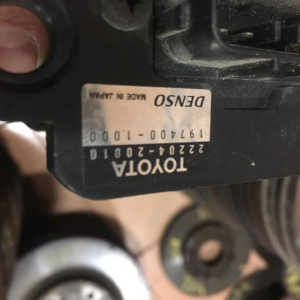 TOYOTA
22204-20010
197400-1000
DENSO MADE IN JAPAN